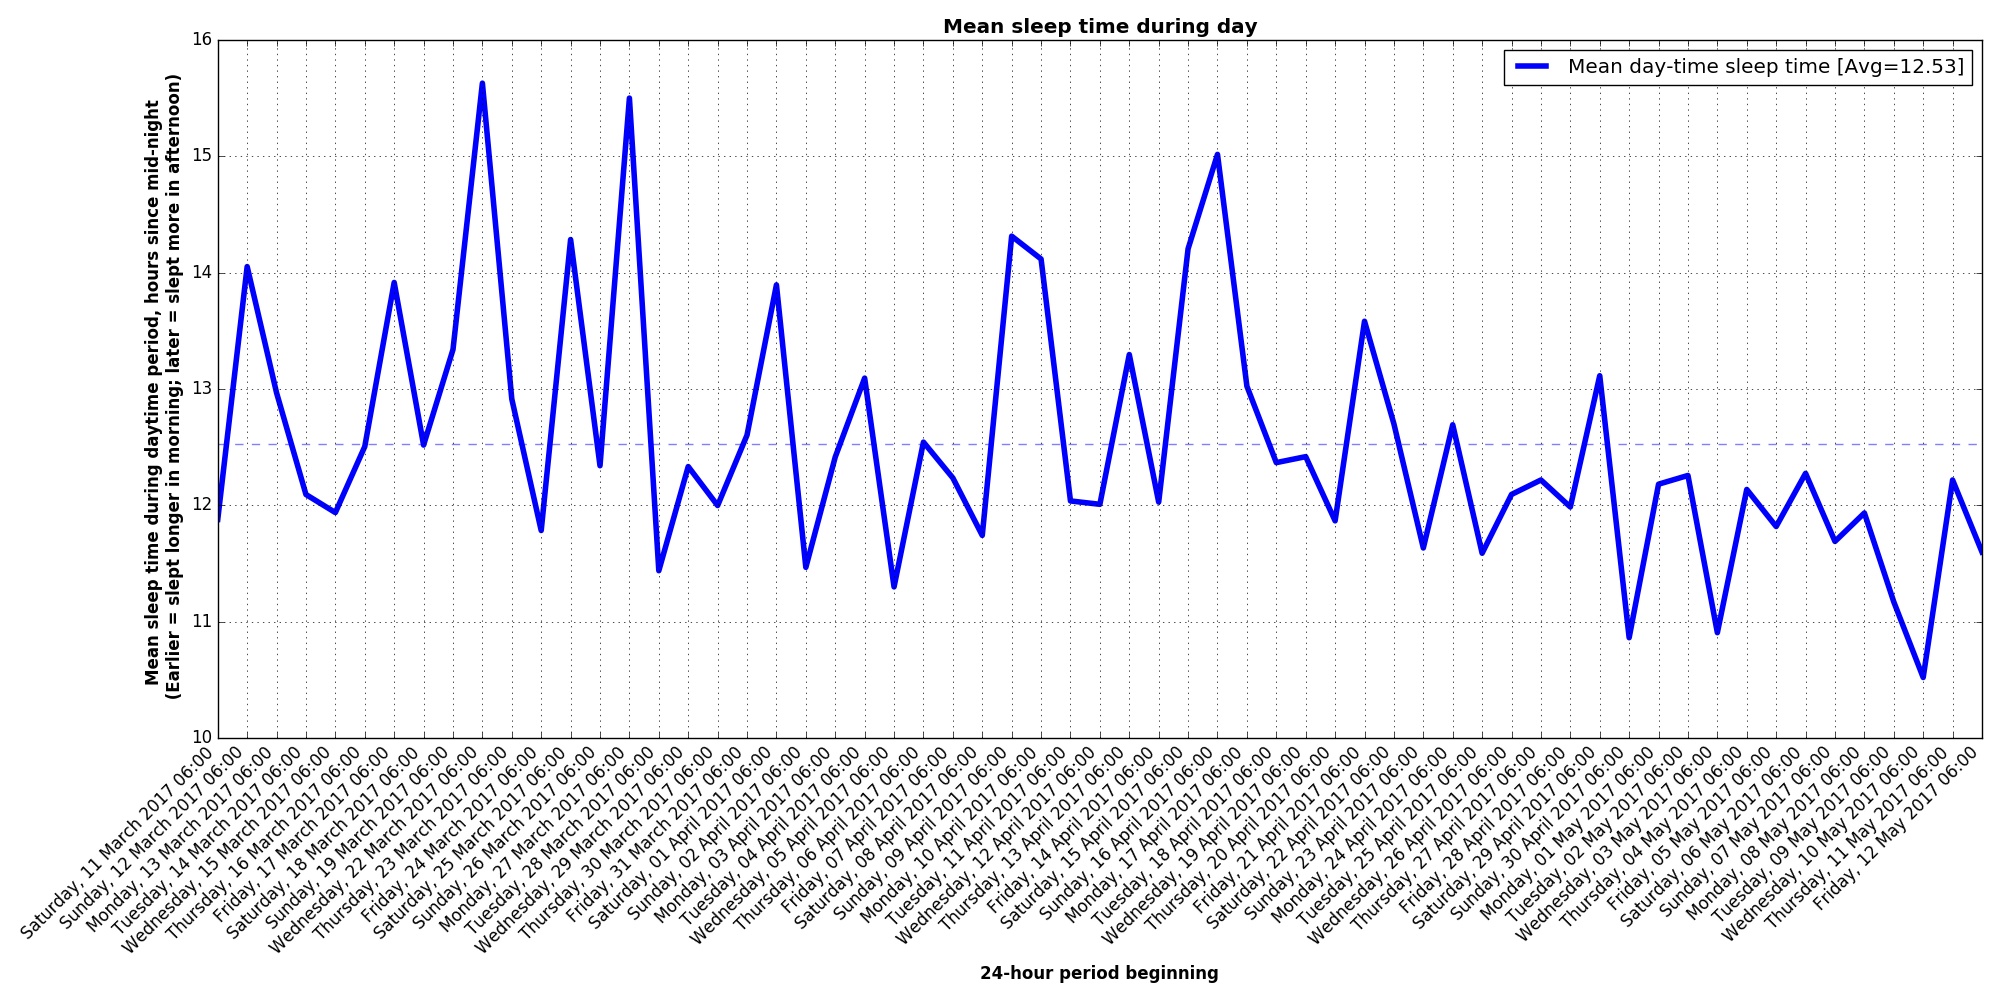 Mean sleep time during day
Mean day-time sleep time [Avg=12.53]
Mean sleep time during daytime period, hours since mid-night
(Earlier = slept longer in morning; later = slept more in afternoon)
16
15
14
13
12
11
10
Saturday, 11 March 2017 06:00
Sunday, 12 March 2017 06:00
Monday, 13 March 2017 06:00
Tuesday, 14 March 2017 06:00
Wednesday, 15 March 2017 06:00
Thursday, 16 March 2017 06:00
Friday, 17 March 2017 06:00
Saturday, 18 March 2017 06:00
Sunday, 19 March 2017 06:00
Wednesday, 22 March 2017 06:00
Thursday, 23 March 2017 06:00
Friday, 24 March 2017 06:00
Saturday, 25 March 2017 06:00
Sunday, 26 March 2017 06:00
Monday, 27 March 2017 06:00
Tuesday, 28 March 2017 06:00
Wednesday, 29 March 2017 06:00
Thursday, 30 March 2017 06:00
Friday, 31 March 2017 06:00
Saturday, 01 April 2017 06:00
Sunday, 02 April 2017 06:00
Monday, 03 April 2017 06:00
Tuesday, 04 April 2017 06:00
Wednesday, 05 April 2017 06:00
Thursday, 06 April 2017 06:00
Friday, 07 April 2017 06:00
Saturday, 08 April 2017 06:00
Sunday, 09 April 2017 06:00
Monday, 10 April 2017 06:00
Tuesday, 11 April 2017 06:00
Wednesday, 12 April 2017 06:00
Thursday, 13 April 2017 06:00
Friday, 14 April 2017 06:00
Saturday, 15 April 2017 06:00
Sunday, 16 April 2017 06:00
Monday, 17 April 2017 06:00
Tuesday, 18 April 2017 06:00
Wednesday, 19 April 2017 06:00
Thursday, 20 April 2017 06:00
Friday, 21 April 2017 06:00
Saturday, 22 April 2017 06:00
Sunday, 23 April 2017 06:00
Monday, 24 April 2017 06:00
Tuesday, 25 April 2017 06:00
Wednesday, 26 April 2017 06:00
Thursday, 27 April 2017 06:00
Friday, 28 April 2017 06:00
Saturday, 29 April 2017 06:00
Sunday, 30 April 2017 06:00
Monday, 01 May 2017 06:00
Tuesday, 02 May 2017 06:00
Wednesday, 03 May 2017 06:00
Thursday, 04 May 2017 06:00
Friday, 05 May 2017 06:00
Saturday, 06 May 2017 06:00
Sunday, 07 May 2017 06:00
Monday, 08 May 2017 06:00
Tuesday, 09 May 2017 06:00
Wednesday, 10 May 2017 06:00
Thursday, 11 May 2017 06:00
Friday, 12 May 2017 06:00
24-hour period beginning